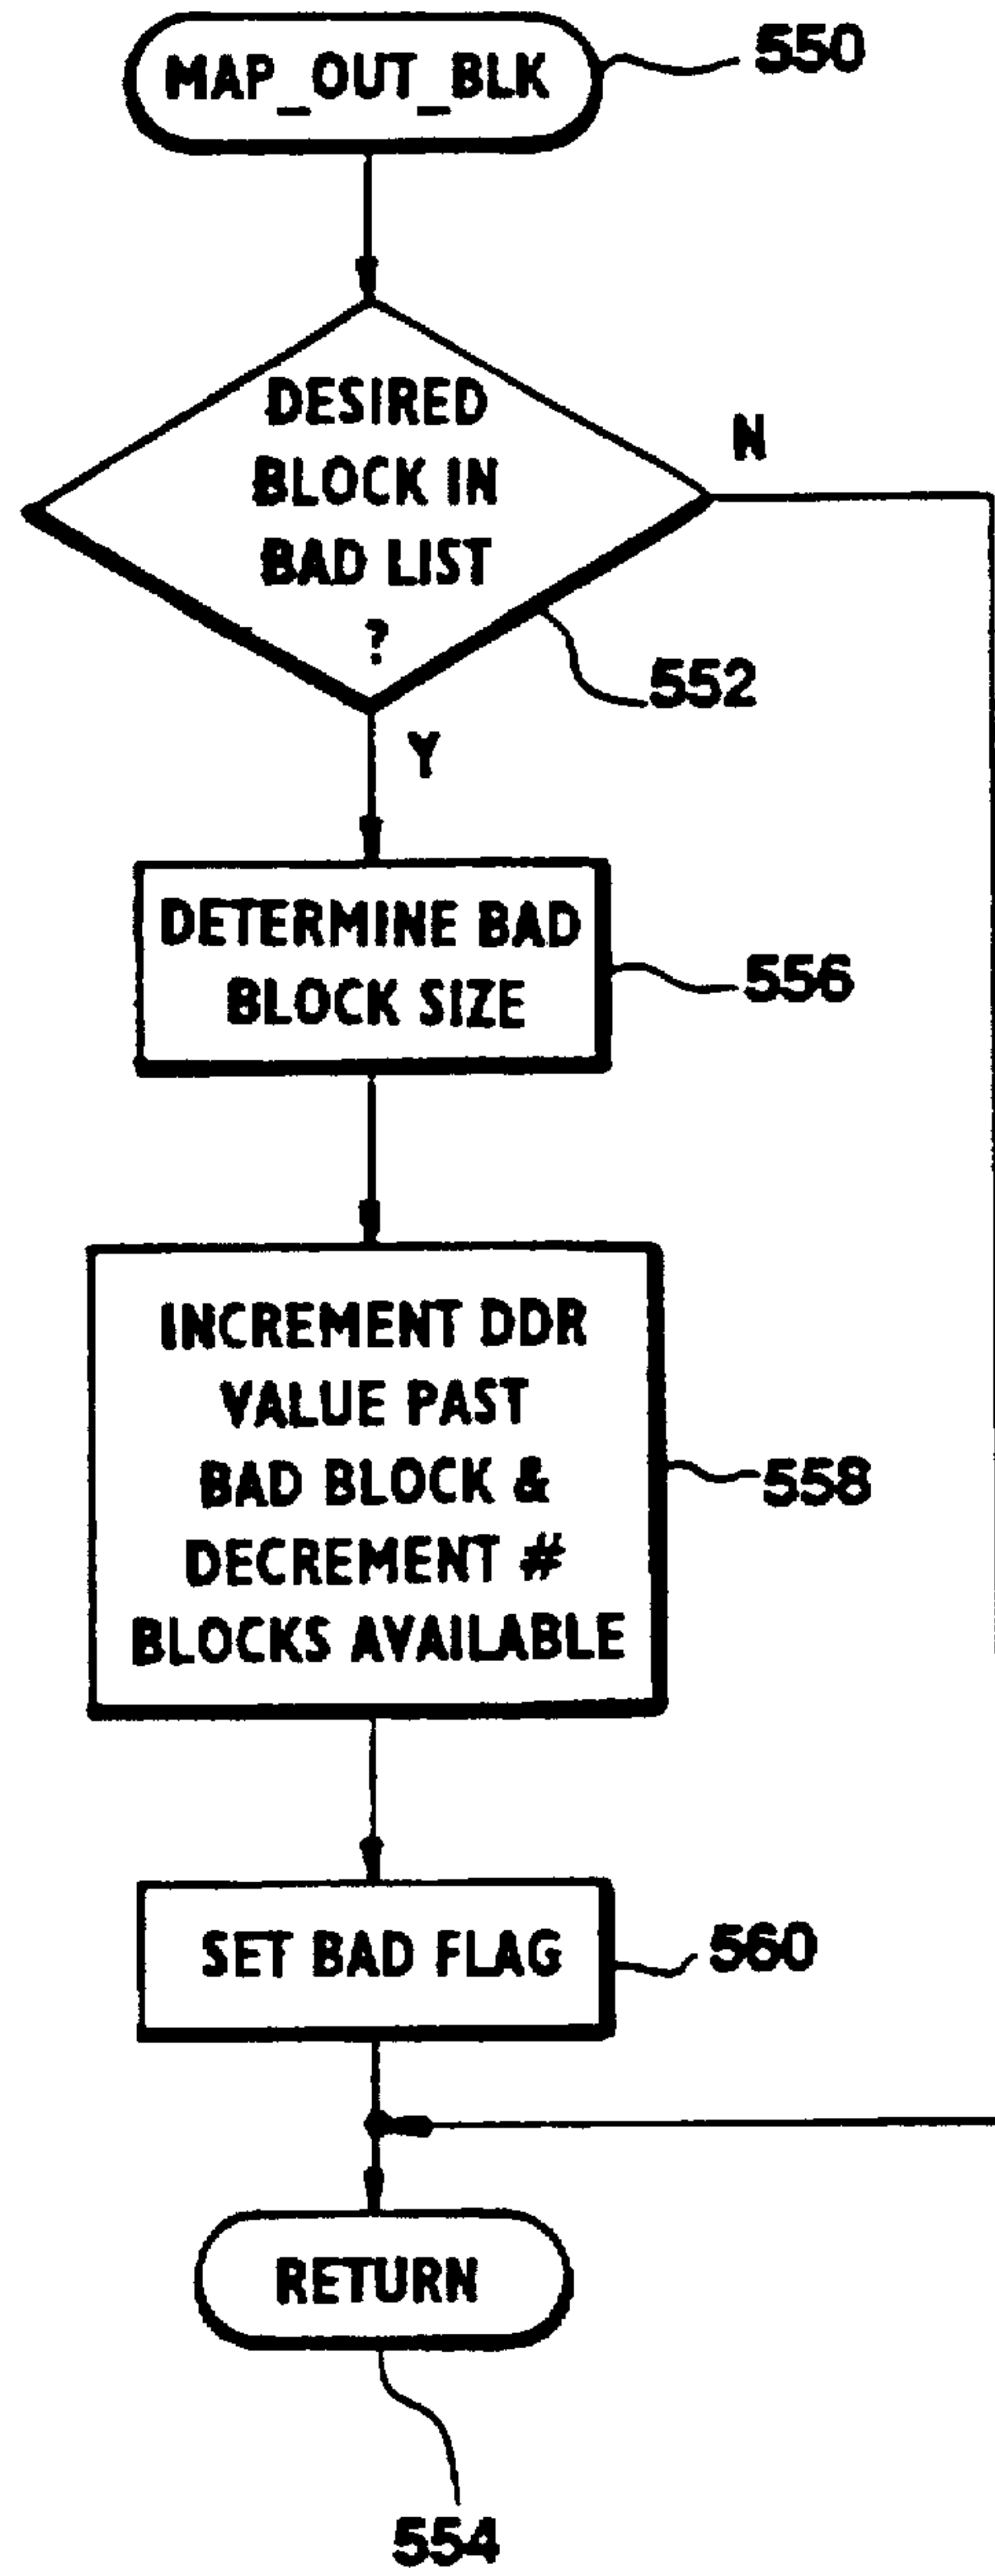 MAP_OUT_BLK
550
DESIRED
BLOCK IN
BAD LIST
?
N
552
Y
DETERMINE BAD
BLOCK SIZE
556
INCREMENT DDR
VALUE PAST
BAD BLOCK &
DECREMENT #
BLOCKS AVAILABLE
558
SET BAD FLAG
560
RETURN
554